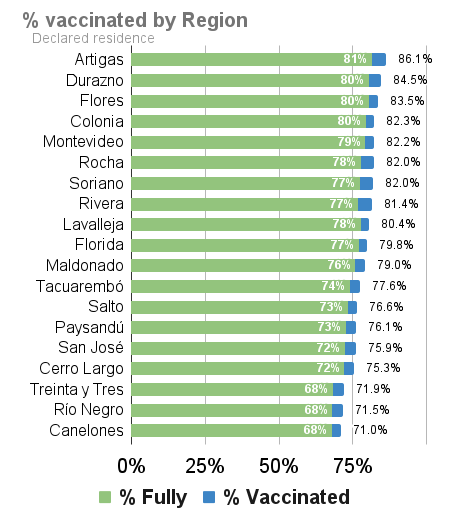 % vaccinated by Region
Declared residence
Artigas 81% 86.1%
Durazno 80% 84.5%
Flores 80% 83.5%
Colonia 80% 82.3%
Montevideo 79% 82.2%
Rocha 78% 82.0%
Soriano 77% 82.0%
Rivera 77% 81.4%
Lavalleja 78% 80.4%
Florida 77% 79.8%
Maldonado 76% 79.0%
Tacuarembó 74% 77.6%
Salto 73% 76.6%
Paysandú 73% 76.1%
San José 72% 75.9%
Cerro Largo 72% 75.3%
Treinta y Tres 68% 71.9%
Río Negro 68% 71.5%
Canelones 68% 71.0%
0% 25% 50% 75%
% Fully % Vaccinated